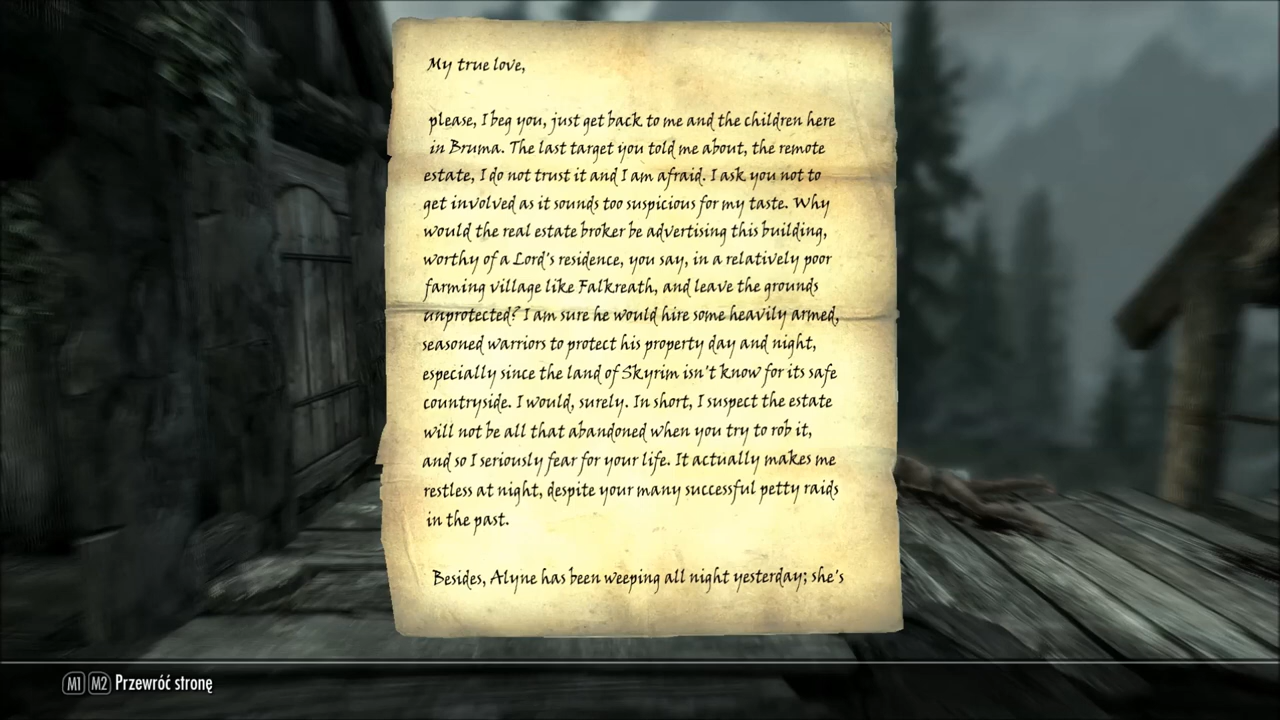 My true love,
please, I beg you, just get back to me and the children here
in Bruma. The last target you told me about, the remote
estate, I do not trust it and I am afraid. I ask you not to
get involved as it sounds too suspicious for my taste. Why
would the real estate broker be advertising this building,
worthy of a Lord's residence, you say, in a relatively poor
farming village like Falkreath, and leave the grounds
unprotected? I am sure he would hire some heavily armed,
seasoned warriors to protect his property day and night,
especially since the land of Skyrim isn't know for its safe
countryside. I would, surely. In short, I suspect the estate
will not be all that abandoned when you try to rob it,
and so I seriously fear for your life. It actually makes me
restless at night, despite your many successful petty raids
in the past.
Besides, Alyne has been weeping all night yesterday; she's
M1 M2 Przewróć stronę